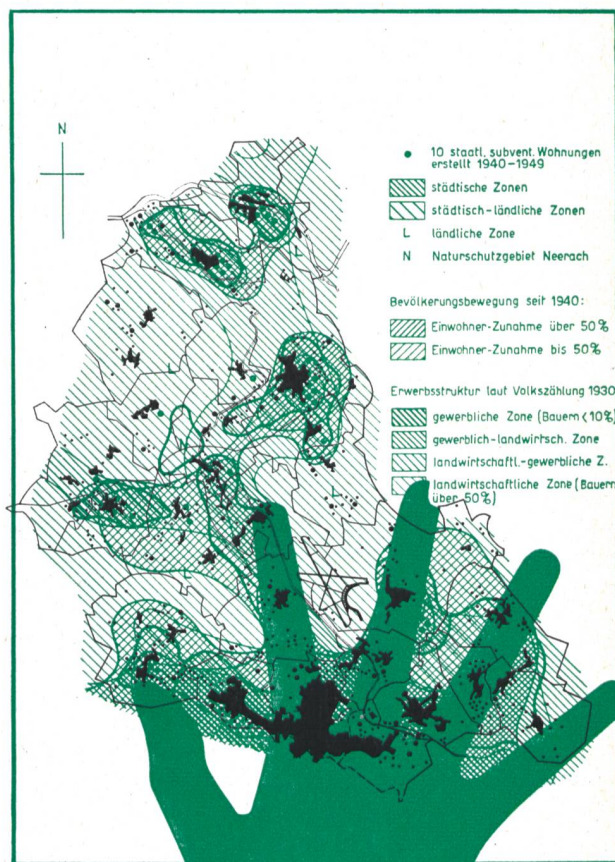 N
10 staatl. subvent. Wohnungen
erstellt 1940-1949
städtische Zonen
städtisch-ländliche Zonen
L ländliche Zone
N Naturschutzgebiet Neerach
Bevölkerungsbewegung seit 1940:
Einwohner-Zunahme über 50%
Einwohner-Zunahme bis 50%
Erwerbsstruktur laut Volkszählung 1930
gewerbliche Zone (Bauern <10%)
gewerblich-landwirtsch. Zone
landwirtschaftl.-gewerbliche Z.
landwirtschaftliche Zone (Bauern
über 50%)
L
L
L
L
L